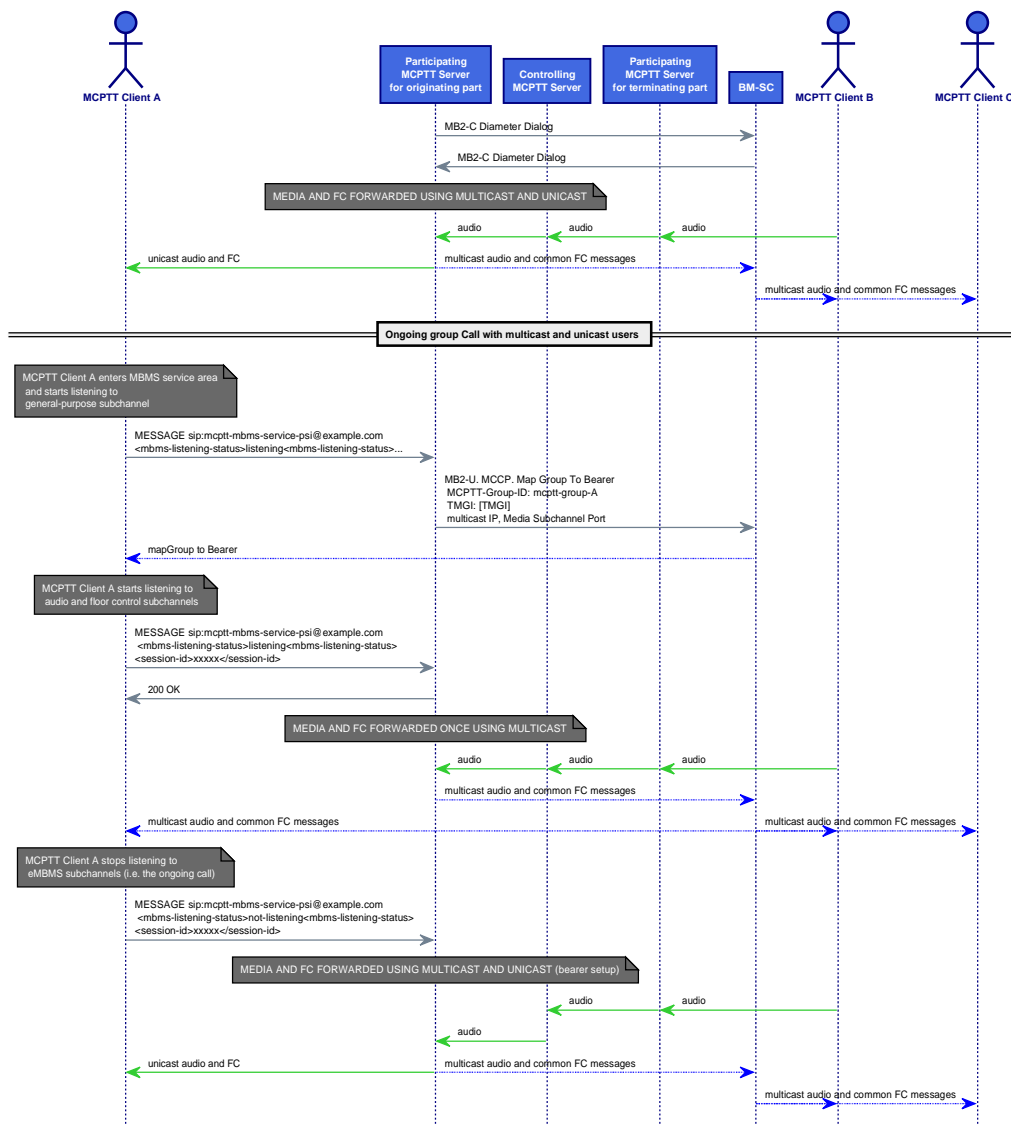 MCPTT Client A
Participating
MCPTT Server
for originating part
Controlling
MCPTT Server
Participating
MCPTT Server
for terminating part
BM-SC
MCPTT Client B
MCPTT Client C
MB2-C Diameter Dialog
MB2-C Diameter Dialog
MEDIA AND FC FORWARDED USING MULTICAST AND UNICAST
audio
audio
audio
unicast audio and FC
multicast audio and common FC messages
multicast audio and common FC messages
Ongoing group Call with multicast and unicast users
MCPTT Client A enters MBMS service area
and starts listening to
general-purpose subchannel
MESSAGE sip:mcptt-mbms-service-psi@example.com
<mbms-listening-status>listening<mbms-listening-status>...
MB2-U. MCCP. Map Group To Bearer
MCPTT-Group-ID: mcptt-group-A
TMGI: [TMGI]
multicast IP, Media Subchannel Port
mapGroup to Bearer
MCPTT Client A starts listening to
audio and floor control subchannels
MESSAGE sip:mcptt-mbms-service-psi@example.com
<mbms-listening-status>listening<mbms-listening-status>
<session-id>xxxxx</session-id>
200 OK
MEDIA AND FC FORWARDED ONCE USING MULTICAST
audio
audio
audio
multicast audio and common FC messages
multicast audio and common FC messages
multicast audio and common FC messages
MCPTT Client A stops listening to
eMBMS subchannels (i.e. the ongoing call)
MESSAGE sip:mcptt-mbms-service-psi@example.com
<mbms-listening-status>not-listening<mbms-listening-status>
<session-id>xxxxx</session-id>
MEDIA AND FC FORWARDED USING MULTICAST AND UNICAST (bearer setup)
audio
audio
audio
unicast audio and FC
multicast audio and common FC messages
multicast audio and common FC messages